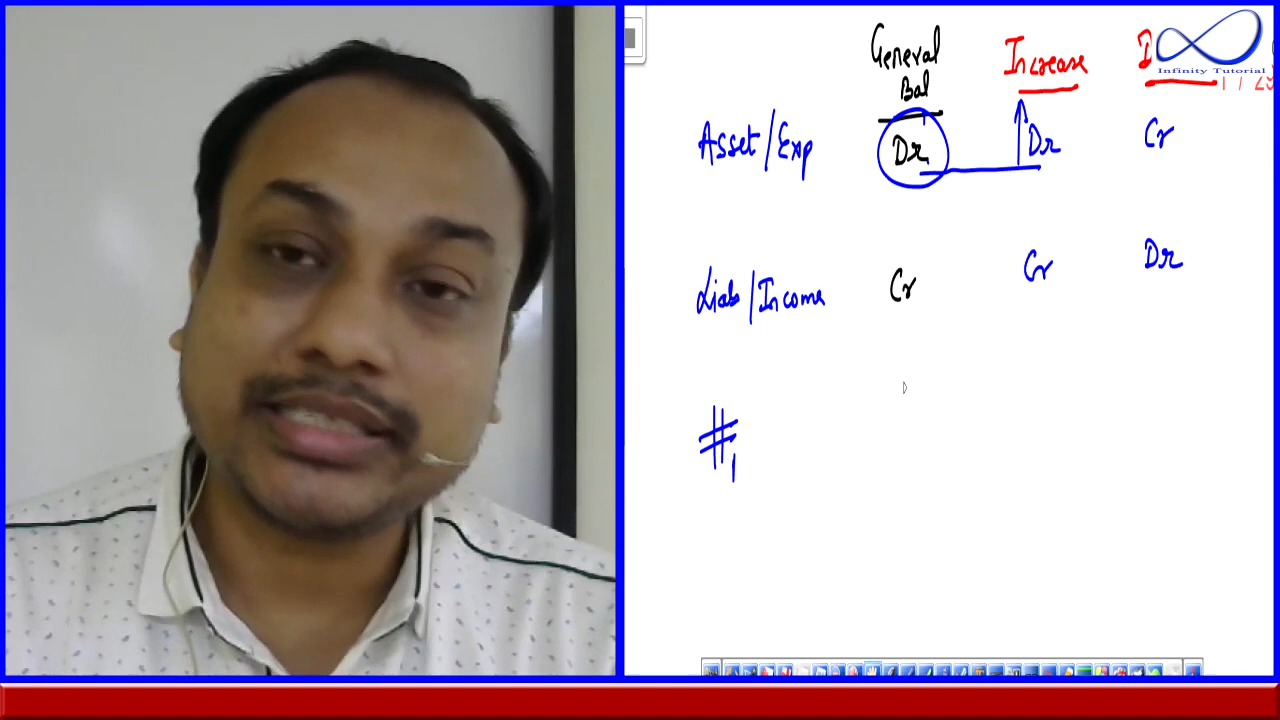 General Increase
Bal
Infinity Tutorial
Asset/Exp Dr Dr Cr
Liab/Income Cr Cr Dr
#1